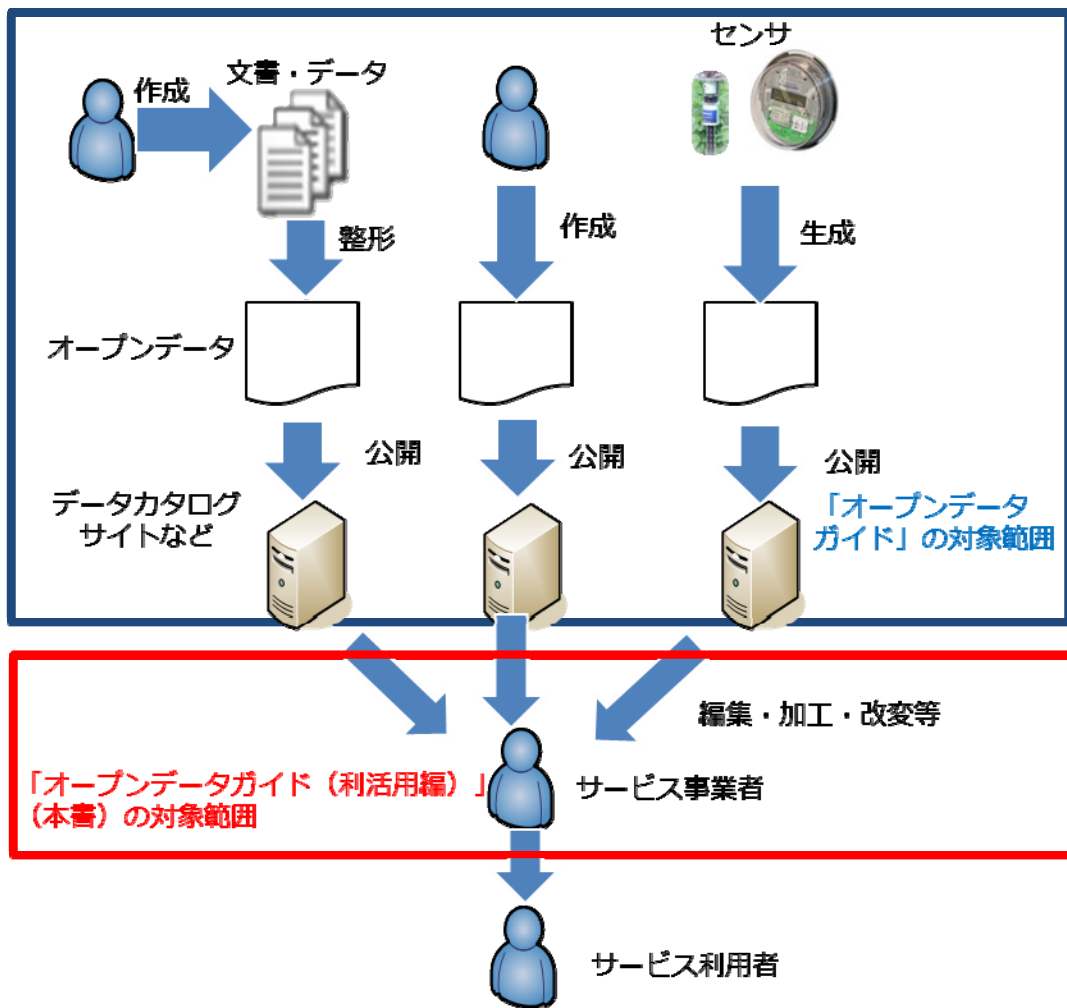 センサ
文書・データ
作成
整形
作成
生成
オープンデータ
公開
公開
公開
データカタログ
サイトなど
「オープンデータ
ガイド」の対象範囲
編集・加工・改変等
「オープンデータガイド（利活用編）」
（本書）の対象範囲
サービス事業者
サービス利用者